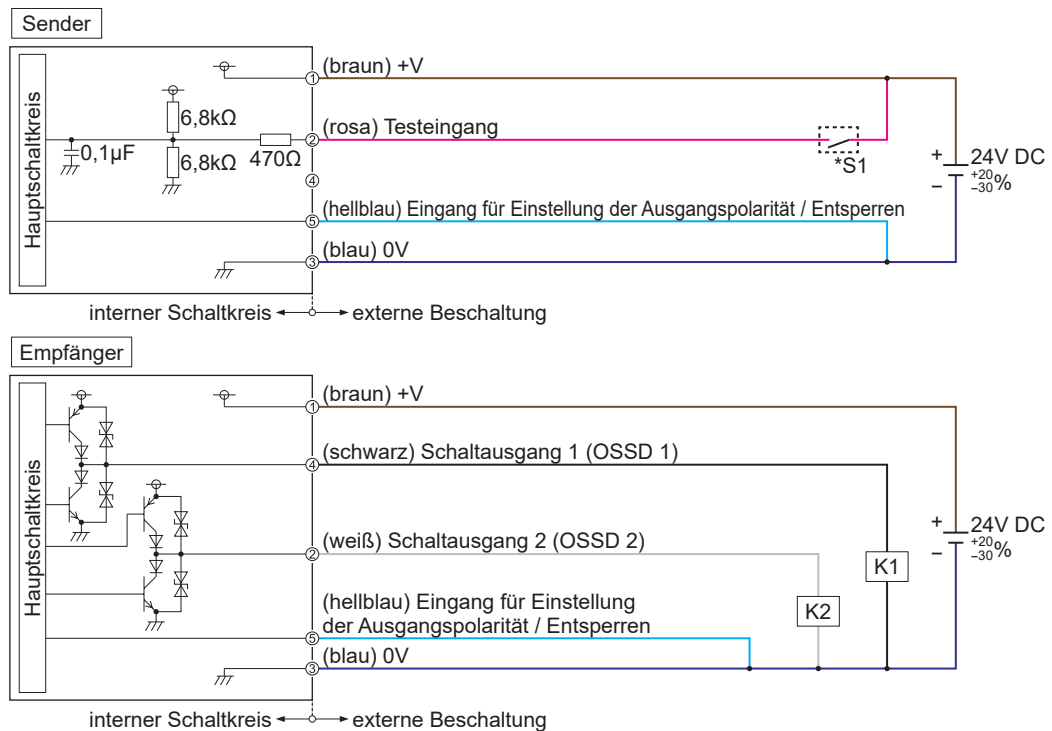 Sender
Hauptschaltkreis
(braun) +V
①
6,8kΩ
(rosa) Testeingang
②
0,1µF
6,8kΩ
470Ω
*S1
④
(hellblau) Eingang für Einstellung der Ausgangspolarität / Entsperren
⑤
(blau) 0V
③
+
24V DC
+20
–30%
–
interner Schaltkreis
externe Beschaltung
Empfänger
Hauptschaltkreis
(braun) +V
①
(schwarz) Schaltausgang 1 (OSSD 1)
④
(weiß) Schaltausgang 2 (OSSD 2)
②
K1
K2
(hellblau) Eingang für Einstellung
der Ausgangspolarität / Entsperren
⑤
(blau) 0V
③
+
24V DC
+20
–30%
–
interner Schaltkreis
externe Beschaltung